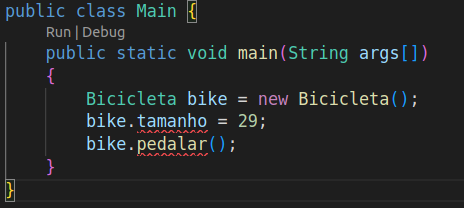 public class Main {
Run | Debug
public static void main(String args[])
{
Bicicleta bike = new Bicicleta();
bike.tamanho = 29;
bike.pedalar();
}
}